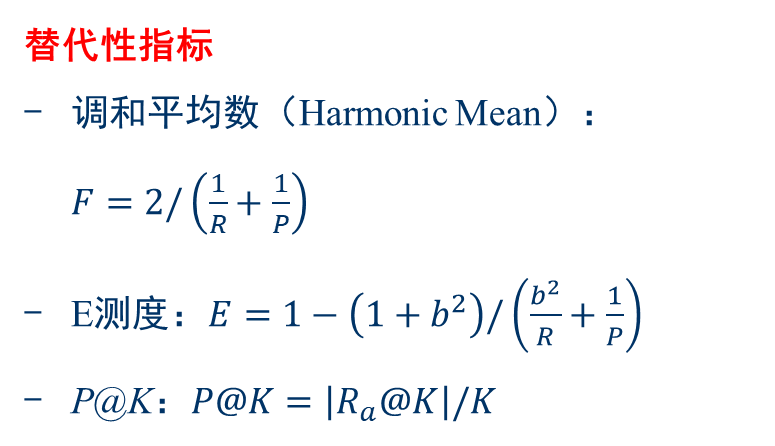 替代性指标
- 调和平均数（Harmonic Mean）：
F = 2/(1/R + 1/P)
- E测度：E = 1 − (1 + b²)/(b²/R + 1/P)
- P@K：P@K = |Rₐ@K|/K